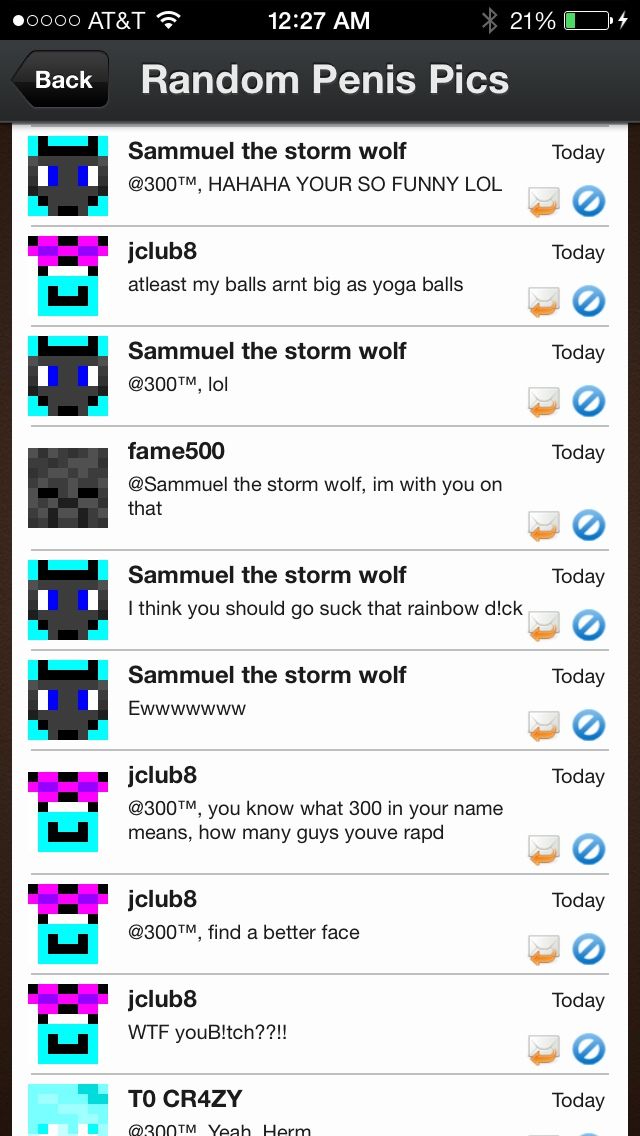 AT&T 12:27 AM 21%
Back Random Penis Pics
Sammuel the storm wolf Today
@300™, HAHAHA YOUR SO FUNNY LOL
jclub8 Today
atleast my balls arnt big as yoga balls
Sammuel the storm wolf Today
@300™, lol
fame500 Today
@Sammuel the storm wolf, im with you on
that
Sammuel the storm wolf Today
I think you should go suck that rainbow d!ck
Sammuel the storm wolf Today
Ewwwwwww
jclub8 Today
@300™, you know what 300 in your name
means, how many guys youve rapd
jclub8 Today
@300™, find a better face
jclub8 Today
WTF youB!tch??!!
T0 CR4ZY Today
@300™, Yeah, Herm